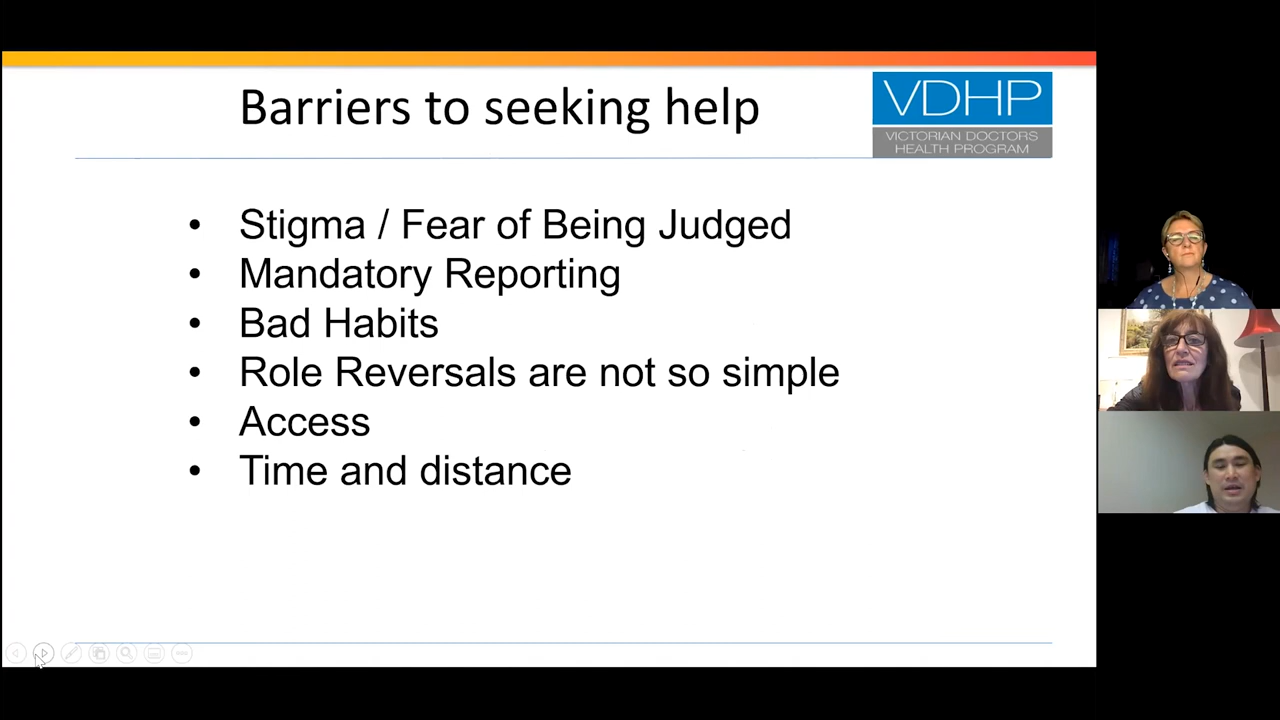 Barriers to seeking help
VDHP
VICTORIAN DOCTORS
HEALTH PROGRAM
• Stigma / Fear of Being Judged
• Mandatory Reporting
• Bad Habits
• Role Reversals are not so simple
• Access
• Time and distance